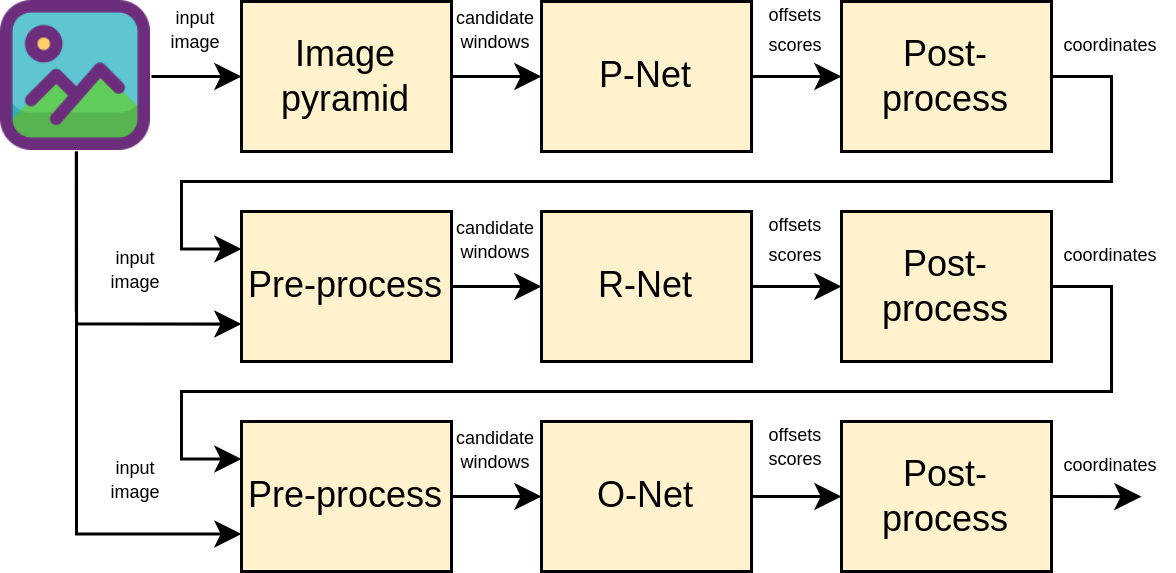 input
image
Image
pyramid
candidate
windows
P-Net
offsets
scores
Post-
process
coordinates
input
image
Pre-process
candidate
windows
R-Net
offsets
scores
Post-
process
coordinates
input
image
Pre-process
candidate
windows
O-Net
offsets
scores
Post-
process
coordinates